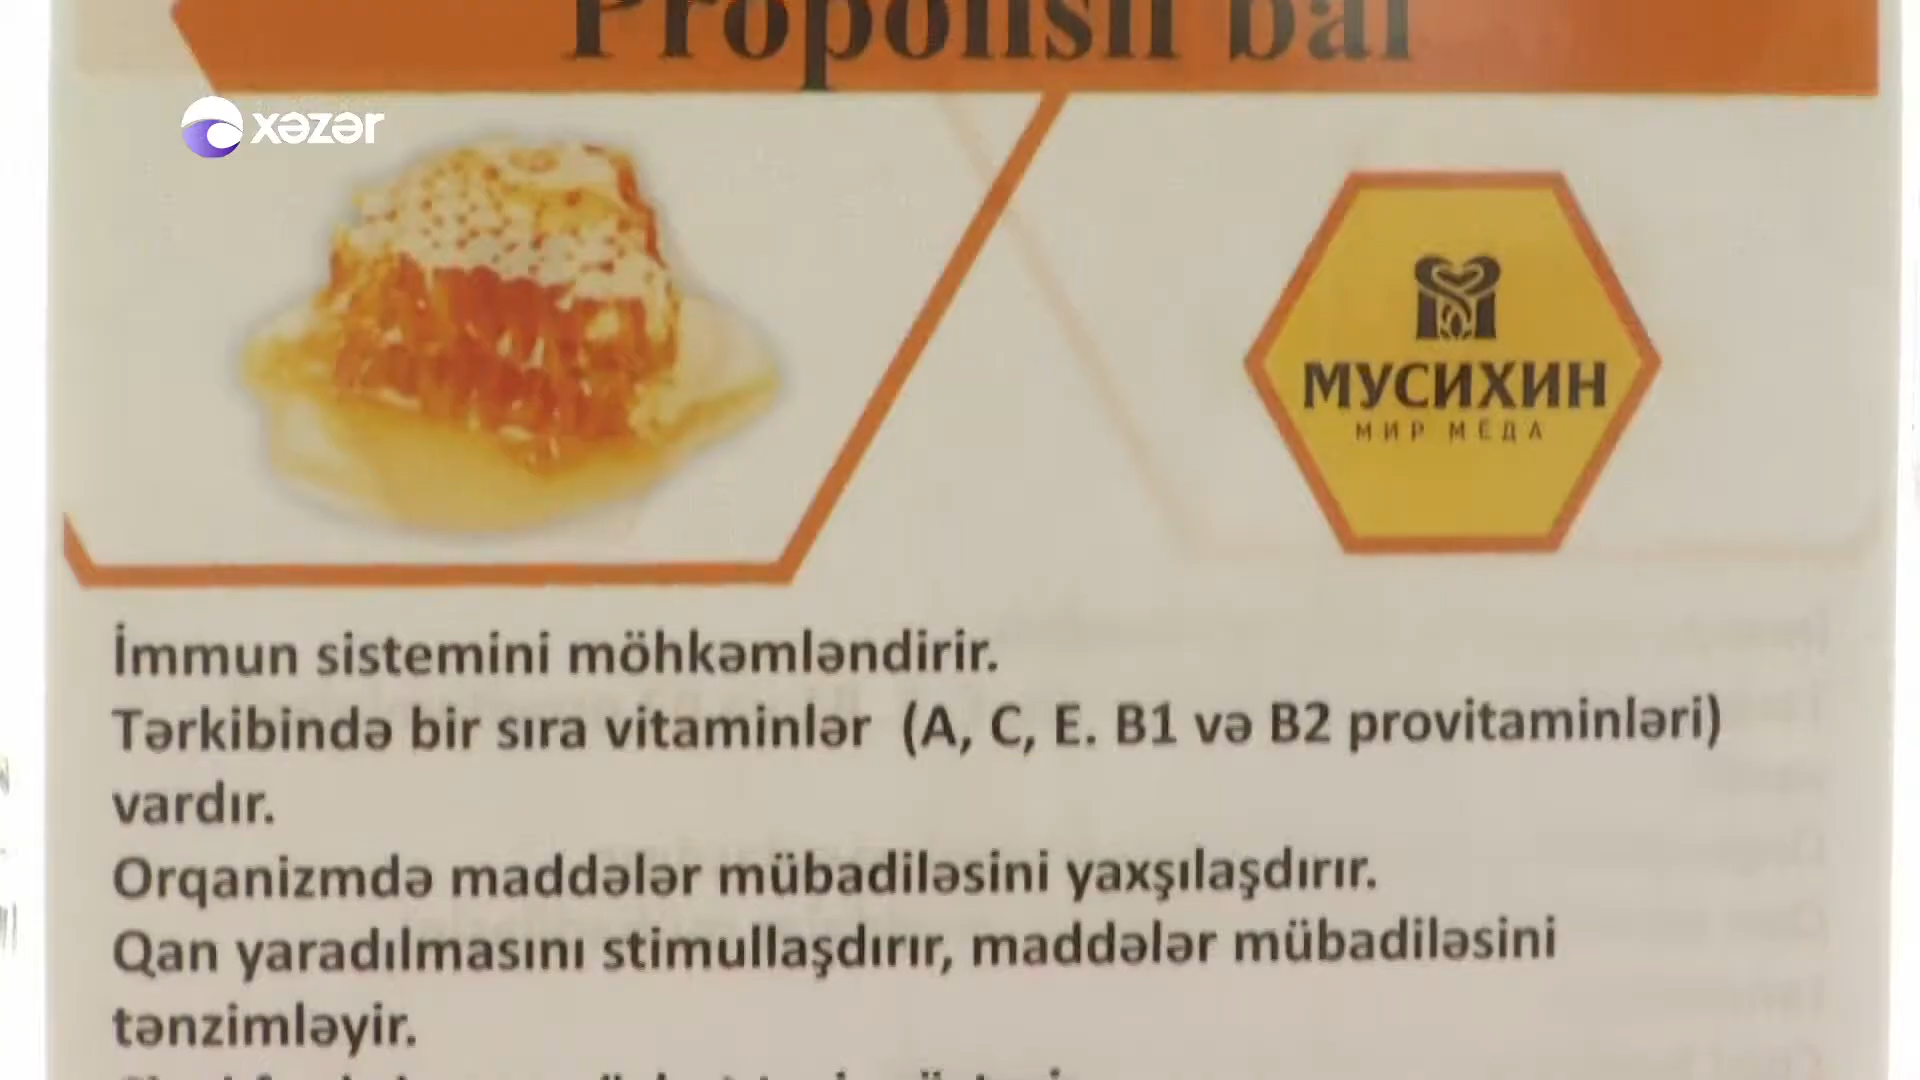 Propolisli bal
xəzər
МУСИХИН
МИР МЁДА
İmmun sistemini möhkəmləndirir.
Tərkibində bir sıra vitaminlər (A, C, E. B1 və B2 provitaminləri)
vardır.
Orqanizmdə maddələr mübadiləsini yaxşılaşdırır.
Qan yaradılmasını stimullaşdırır, maddələr mübadiləsini
tənzimləyir.